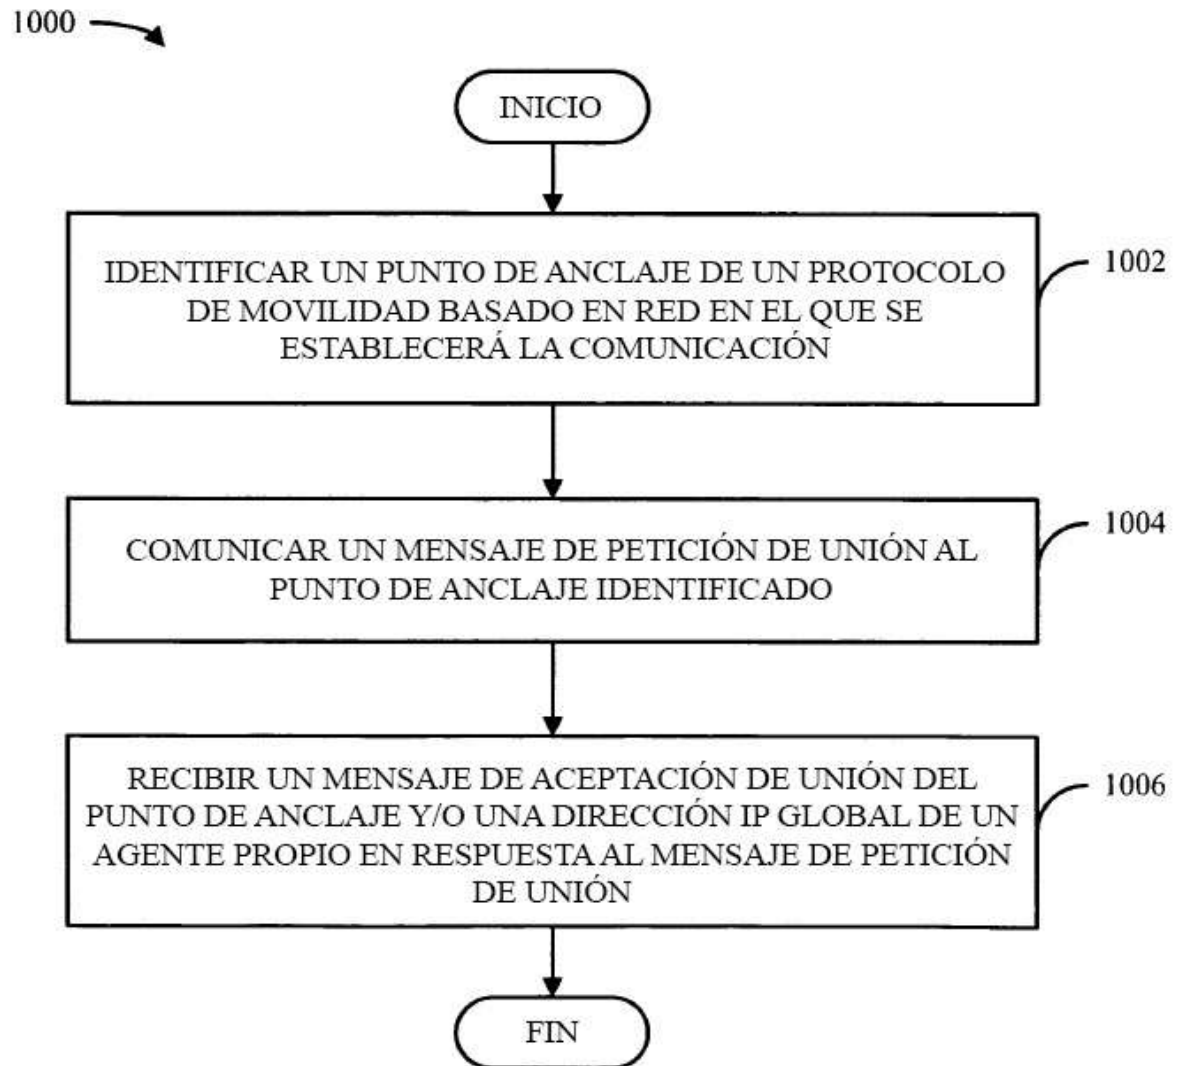 1000
INICIO
IDENTIFICAR UN PUNTO DE ANCLAJE DE UN PROTOCOLO
DE MOVILIDAD BASADO EN RED EN EL QUE SE
ESTABLECERÁ LA COMUNICACIÓN
1002
COMUNICAR UN MENSAJE DE PETICIÓN DE UNIÓN AL
PUNTO DE ANCLAJE IDENTIFICADO
1004
RECIBIR UN MENSAJE DE ACEPTACIÓN DE UNIÓN DEL
PUNTO DE ANCLAJE Y/O UNA DIRECCIÓN IP GLOBAL DE UN
AGENTE PROPIO EN RESPUESTA AL MENSAJE DE PETICIÓN
DE UNIÓN
1006
FIN